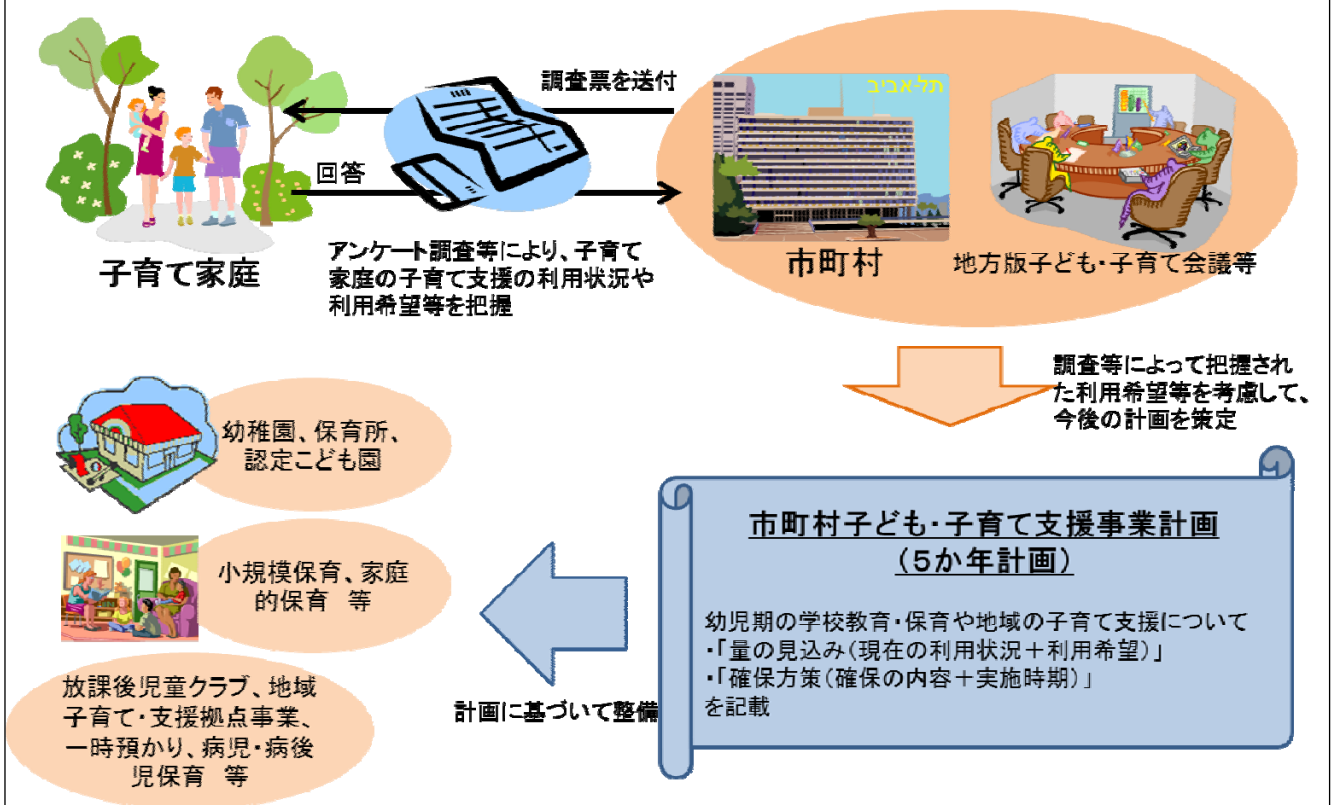 調査票を送付
תל-אביב
回答
アンケート調査等により、子育て
家庭の子育て支援の利用状況や
利用希望等を把握
子育て家庭
市町村
地方版子ども・子育て会議等
調査等によって把握され
た利用希望等を考慮して、
今後の計画を策定
幼稚園、保育所、
認定こども園
小規模保育、家庭
的保育 等
放課後児童クラブ、地域
子育て・支援拠点事業、
一時預かり、病児・病後
児保育 等
計画に基づいて整備
市町村子ども・子育て支援事業計画
(5か年計画)
幼児期の学校教育・保育や地域の子育て支援について
・「量の見込み(現在の利用状況+利用希望)」
・「確保方策(確保の内容+実施時期)」
を記載